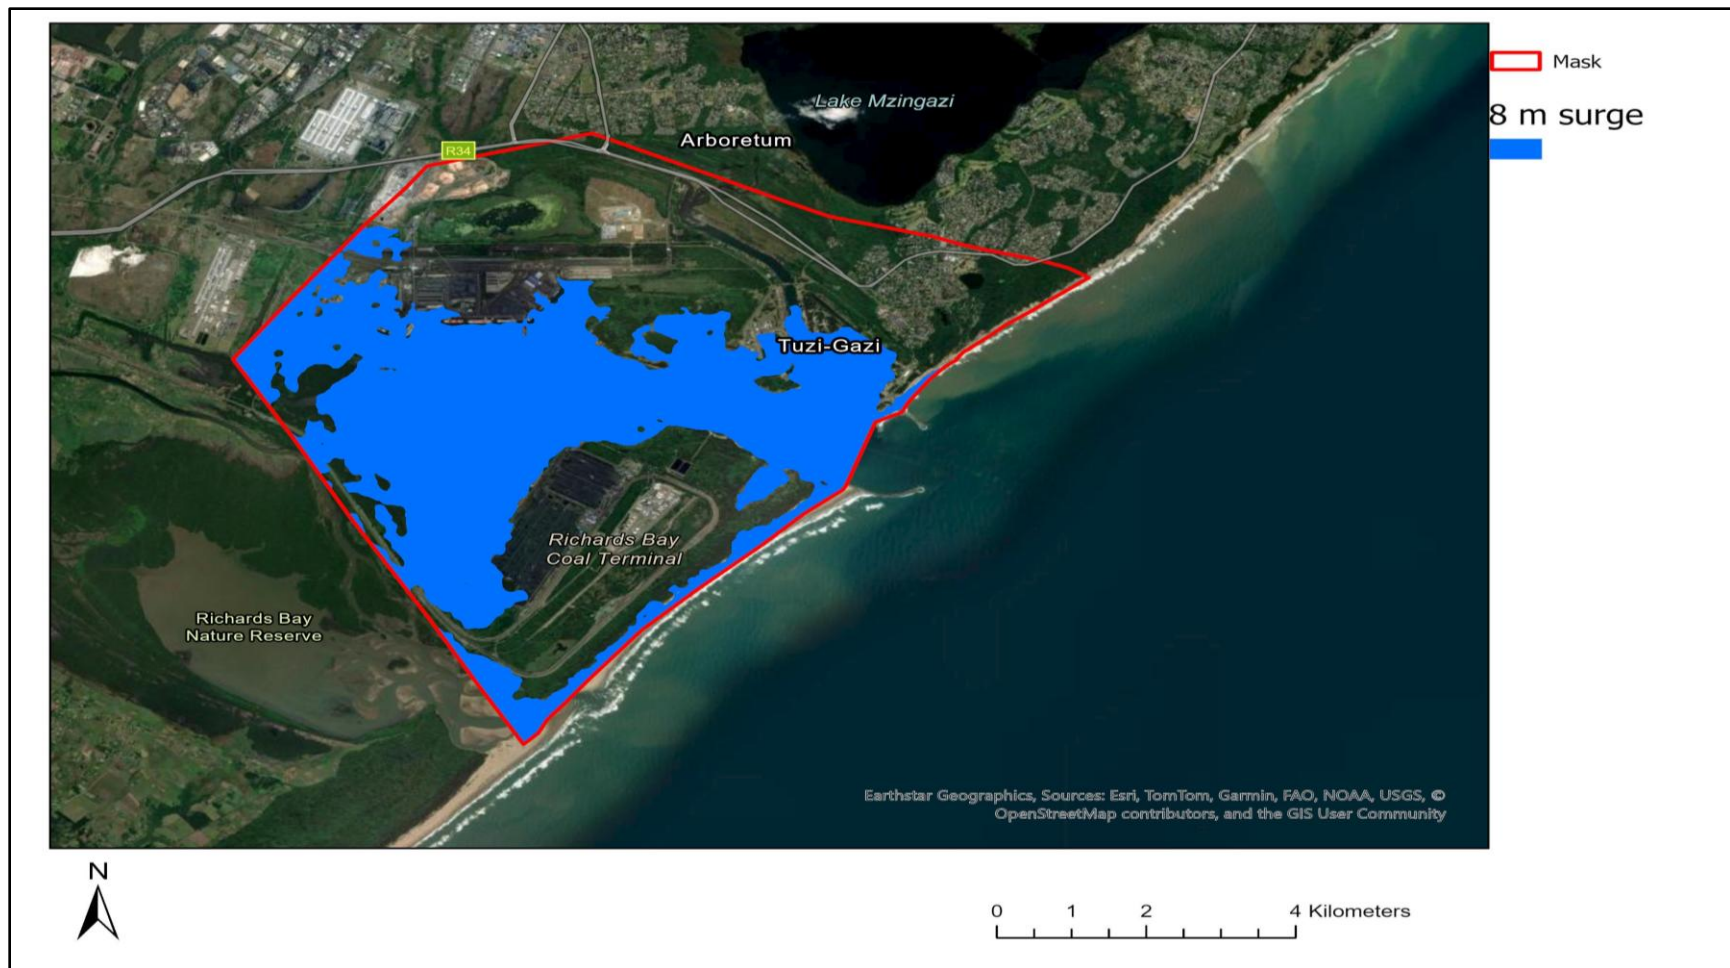 Lake Mzingazi
Arboretum
R34
Tuzi-Gazi
Richards Bay
Coal Terminal
Richards Bay
Nature Reserve
Earthstar Geographics, Sources: Esri, TomTom, Garmin, FAO, NOAA, USGS, ©
OpenStreetMap contributors, and the GIS User Community
Mask
8 m surge
N
0 1 2 4 Kilometers